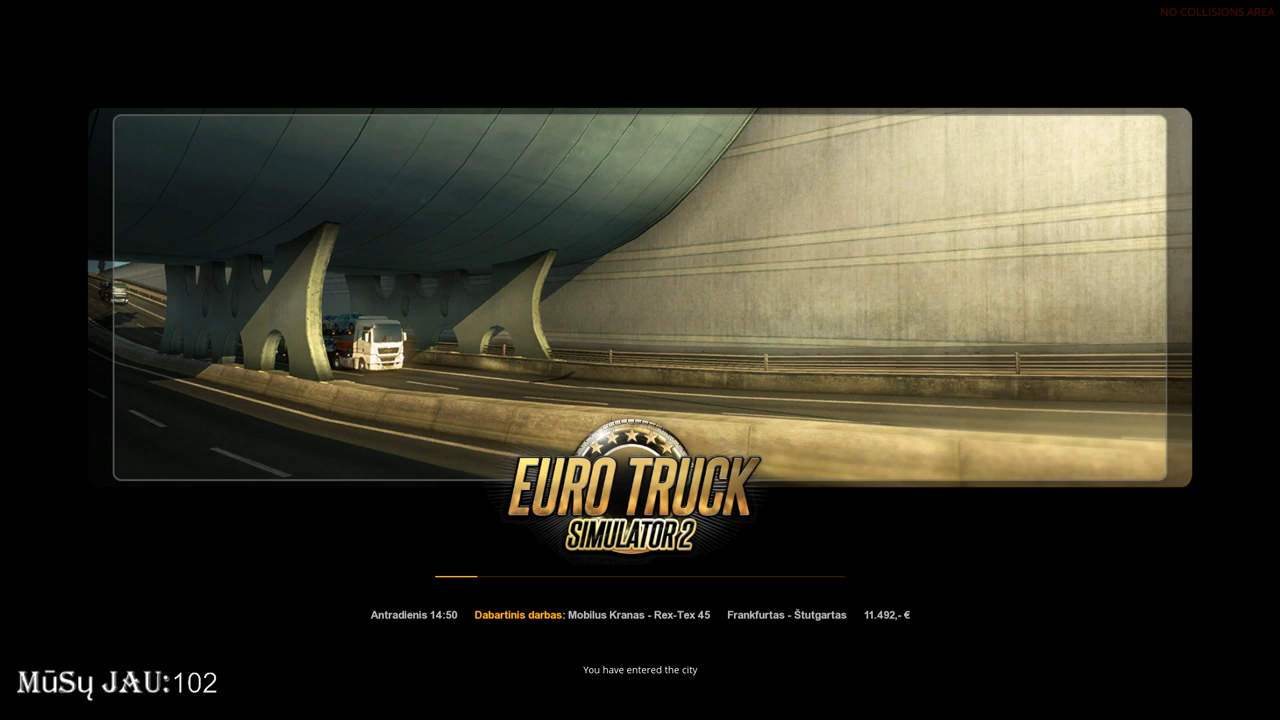 NO COLLISIONS AREA
EURO TRUCK
SIMULATOR 2
Antradienis 14:50 Dabartinis darbas: Mobilus Kranas - Rex-Tex 45 Frankfurtas - Štutgartas 11.492,- €
You have entered the city
MūSų JAU:102